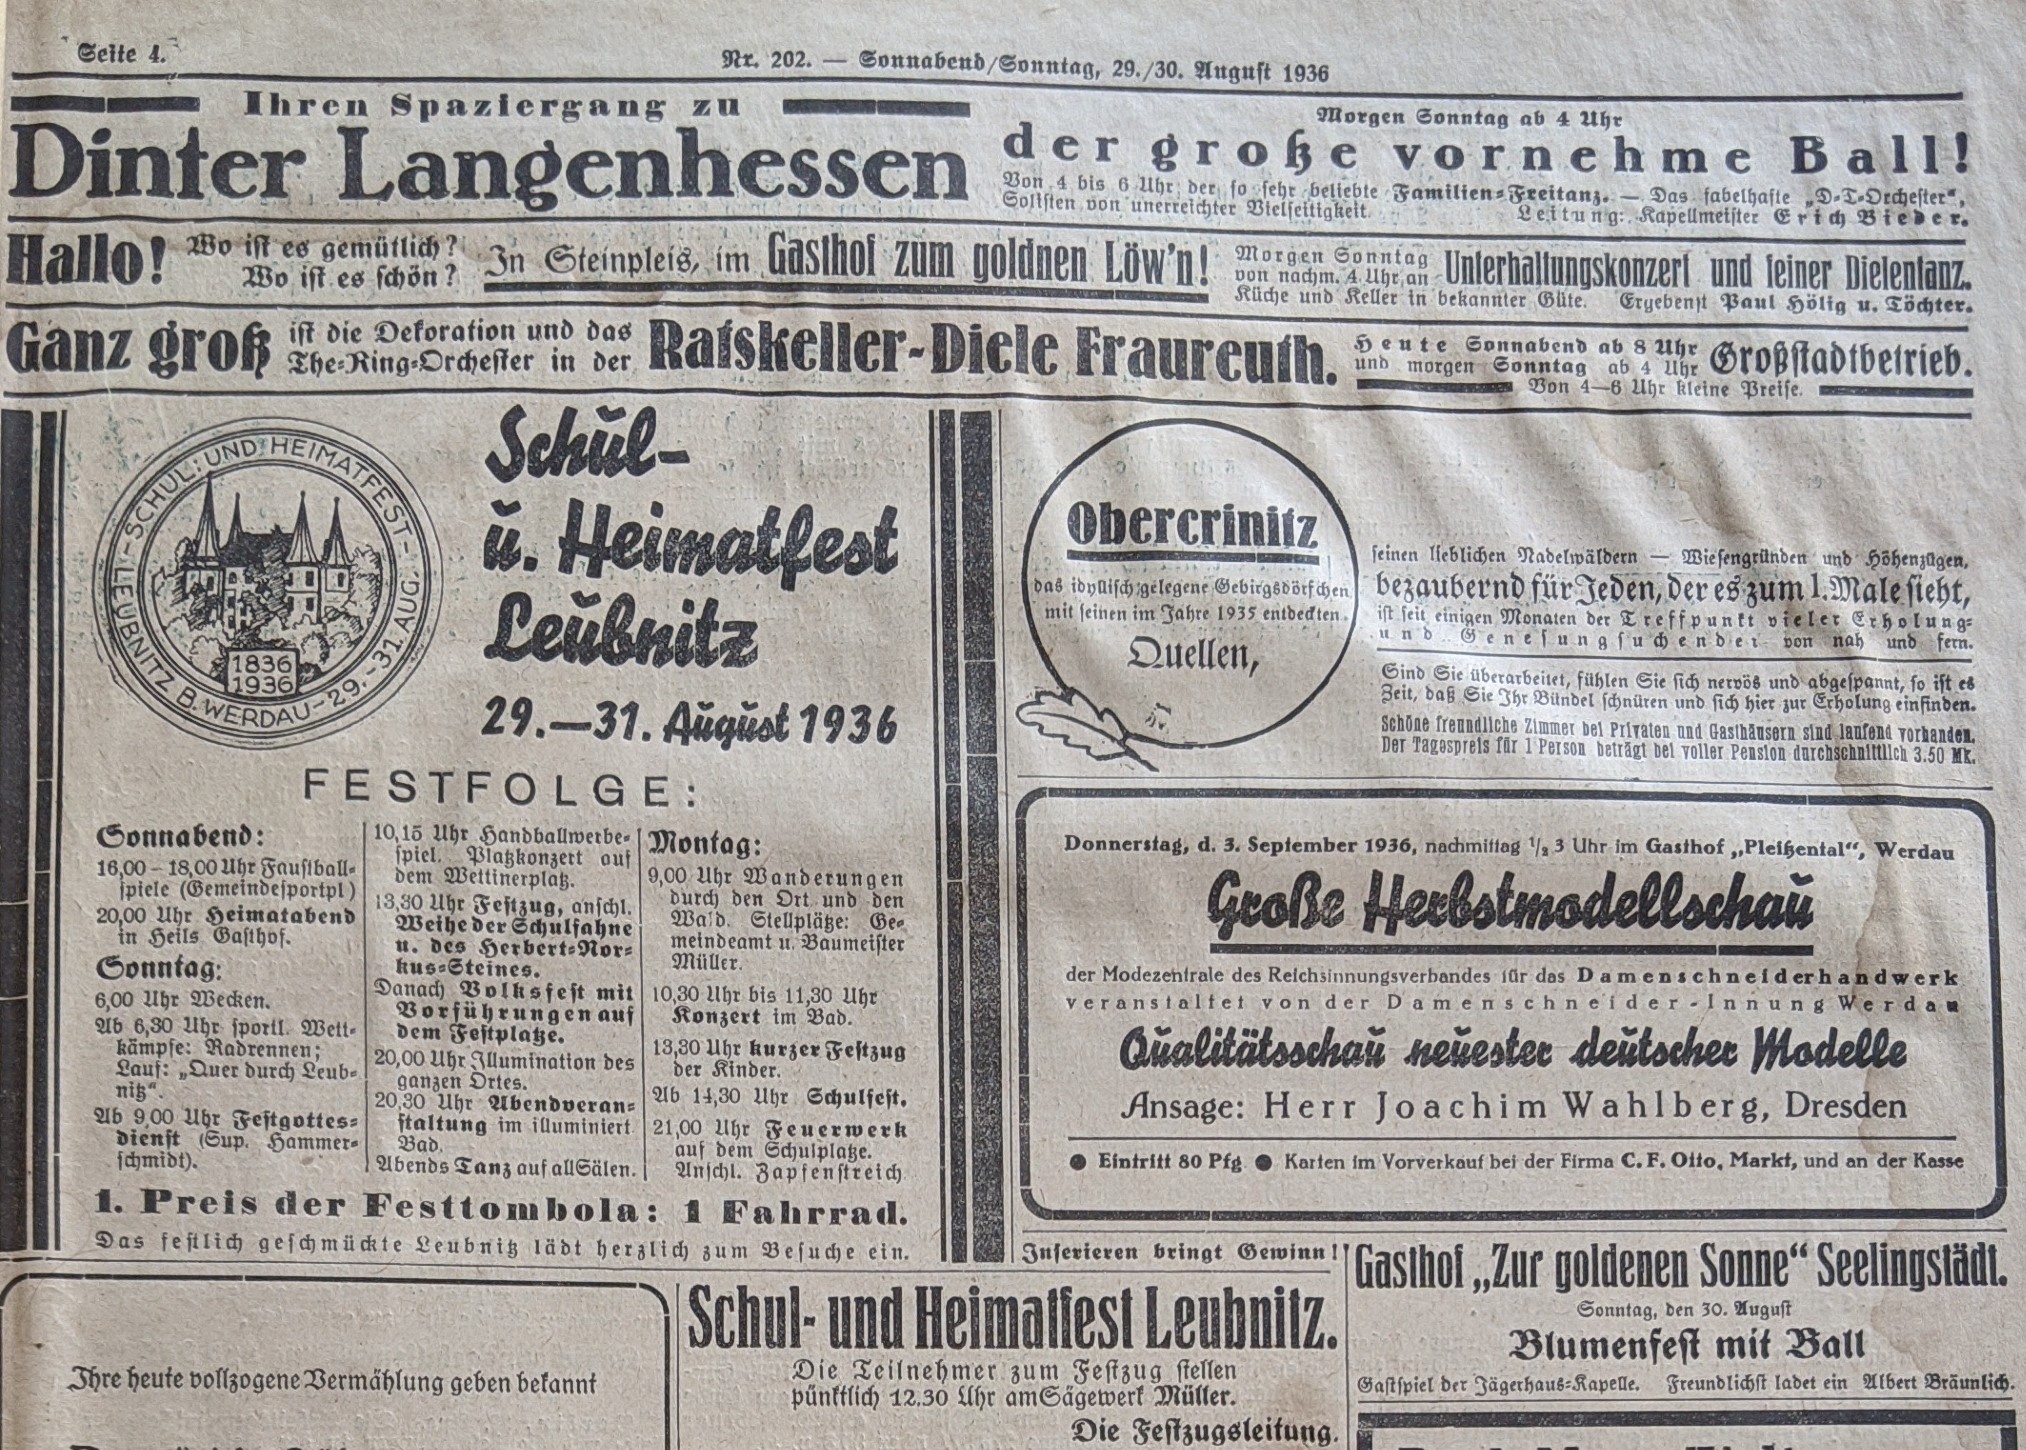 Seite 4.
Nr. 202. — Sonnabend/Sonntag, 29./30. August 1936
Ihren Spaziergang zu
Dinter Langenhessen
Morgen Sonntag ab 4 Uhr
der große vornehme Ball!
Von 4 bis 6 Uhr der so sehr beliebte Familien-Freitanz. — Das fabelhafte „D-T-Orchester“,
Solisten von unerreichter Vielseitigkeit. Leitung: Kapellmeister Erich Bieder.
Hallo!
Wo ist es gemütlich?
Wo ist es schön?
In Steinpleis, im Gasthof zum goldnen Löw'n!
Morgen Sonntag
von nachm. 4 Uhr an Unterhaltungskonzert und feiner Dielentanz.
Küche und Keller in bekannter Güte. Ergebenst Paul Hölig u. Töchter.
Ganz groß
ist die Dekoration und das
The-Ring-Orchester in der
Ratskeller-Diele Fraureuth.
Heute Sonnabend ab 8 Uhr
und morgen Sonntag ab 4 Uhr
Großstadtbetrieb.
Von 4—6 Uhr kleine Preise.
LEUBNITZ B. WERDAU - 29.-31. AUG. - SCHUL- UND HEIMATFEST -
1836
1936
Schul-
u. Heimatfest
Leubnitz
29.—31. August 1936
FESTFOLGE:
Sonnabend:
16,00 – 18,00 Uhr Faustball-
spiele (Gemeindesportpl)
20,00 Uhr Heimatabend
in Heils Gasthof.
Sonntag:
6,00 Uhr Wecken.
Ab 6,30 Uhr sportl. Wett-
kämpfe: Radrennen;
Lauf: „Quer durch Leub-
nitz“.
Ab 9,00 Uhr Festgottes-
dienst (Sup. Hammer-
schmidt).
10,15 Uhr Handballwerbe-
spiel. Platzkonzert auf
dem Wettinerplatz.
13,30 Uhr Festzug, anschl.
Weihe der Schulfahne
u. des Herbert-Nor-
kus-Steines.
Danach Volksfest mit
Vorführungen auf
dem Festplatze.
20,00 Uhr Illumination des
ganzen Ortes.
20,30 Uhr Abendveran-
staltung im illuminiert.
Bad.
Abends Tanz auf all Sälen.
Montag:
9,00 Uhr Wanderungen
durch den Ort und den
Wald. Stellplätze: Ge-
meindeamt u. Baumeister
Müller.
10,30 Uhr bis 11,30 Uhr
Konzert im Bad.
13,30 Uhr kurzer Festzug
der Kinder.
Ab 14,30 Uhr Schulfest.
21,00 Uhr Feuerwerk
auf dem Schulplatze.
Anschl. Zapfenstreich
1. Preis der Festtombola: 1 Fahrrad.
Das festlich geschmückte Leubnitz lädt herzlich zum Besuche ein.
Obercrinitz
das idyllisch gelegene Gebirgsdörfchen
mit seinen im Jahre 1935 entdeckten
Quellen,
seinen lieblichen Nadelwäldern — Wiesengründen und Höhenzügen,
bezaubernd für Jeden, der es zum 1. Male sieht,
ist seit einigen Monaten der Treffpunkt vieler Erholung-
und Genesungsuchender von nah und fern.
Sind Sie überarbeitet, fühlen Sie sich nervös und abgespannt, so ist es
Zeit, daß Sie Ihr Bündel schnüren und sich hier zur Erholung einfinden.
Schöne freundliche Zimmer bei Privaten und Gasthäusern sind laufend vorhanden.
Der Tagespreis für 1 Person beträgt bei voller Pension durchschnittlich 3.50 Mk.
Donnerstag, d. 3. September 1936, nachmittag 1/2 3 Uhr im Gasthof „Pleißental“, Werdau
Große Herbstmodellschau
der Modezentrale des Reichsinnungsverbandes für das Damenschneiderhandwerk
veranstaltet von der Damenschneider-Innung Werdau
Qualitätsschau neuester deutscher Modelle
Ansage: Herr Joachim Wahlberg, Dresden
● Eintritt 80 Pfg. ● Karten im Vorverkauf bei der Firma C. F. Otto, Markt, und an der Kasse
Inserieren bringt Gewinn!
Ihre heute vollzogene Vermählung geben bekannt
Schul- und Heimatfest Leubnitz.
Die Teilnehmer zum Festzug stellen
pünktlich 12.30 Uhr am Sägewerk Müller.
Die Festzugsleitung.
Gasthof „Zur goldenen Sonne“ Seelingstädt.
Sonntag, den 30. August
Blumenfest mit Ball
Gastspiel der Jägerhaus-Kapelle. Freundlichst ladet ein Albert Bräunlich.